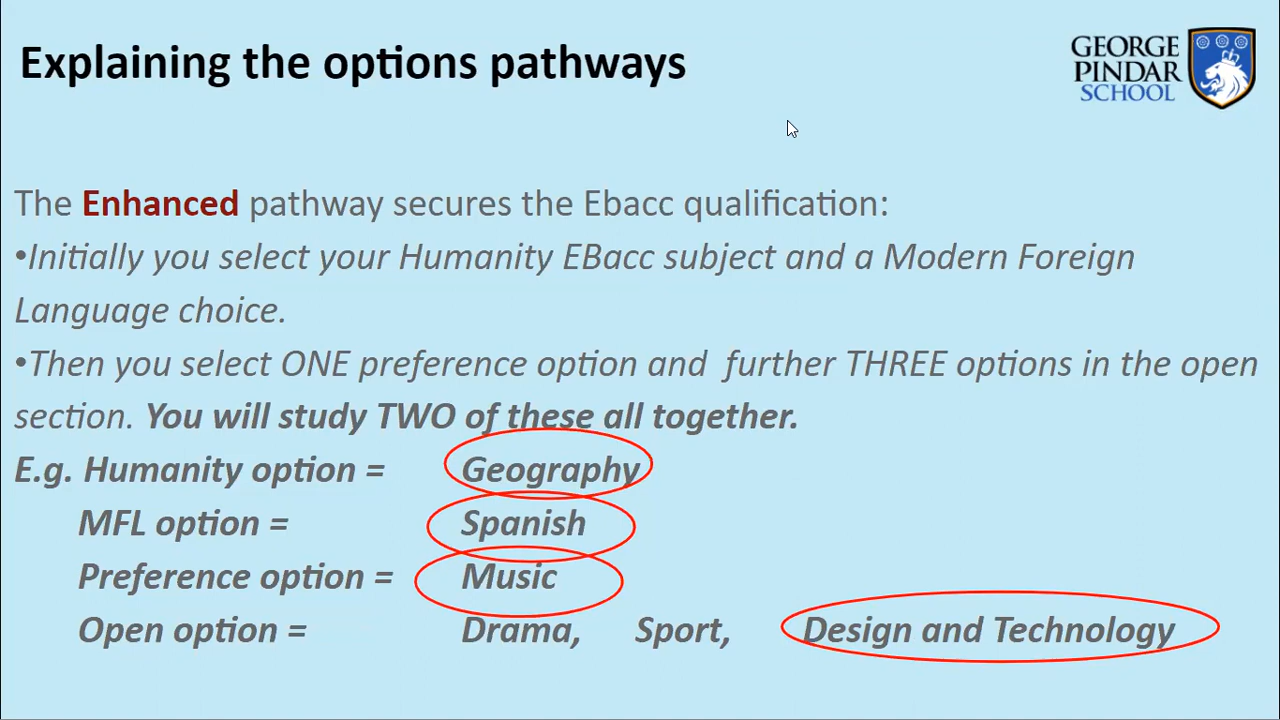 Explaining the options pathways
GEORGE
PINDAR
SCHOOL
The Enhanced pathway secures the Ebacc qualification:
•Initially you select your Humanity EBacc subject and a Modern Foreign
Language choice.
•Then you select ONE preference option and further THREE options in the open
section. You will study TWO of these all together.
E.g. Humanity option = Geography
MFL option = Spanish
Preference option = Music
Open option = Drama, Sport, Design and Technology